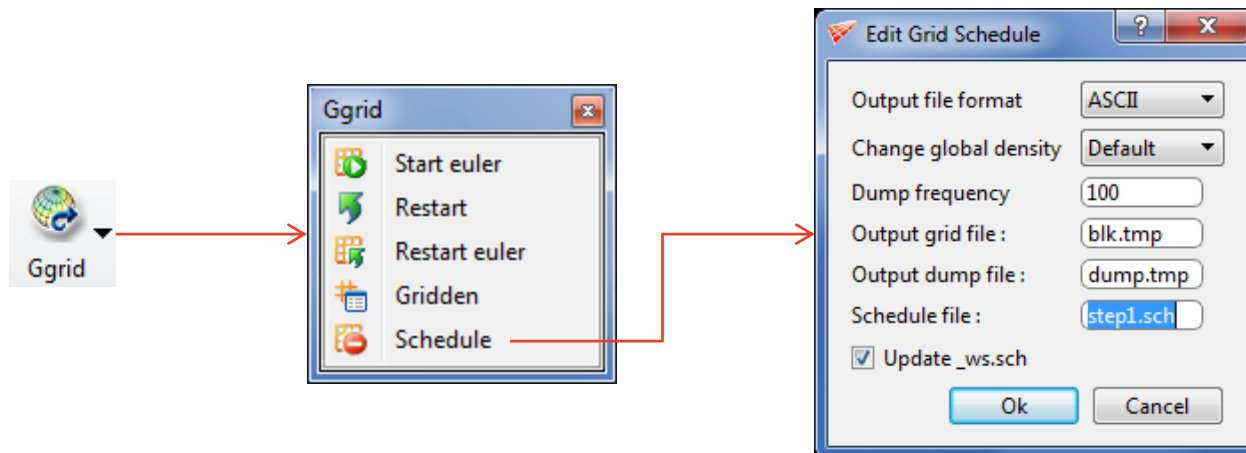 Ggrid
Ggrid
Start euler
Restart
Restart euler
Gridden
Schedule
Edit Grid Schedule
Output file format ASCII
Change global density Default
Dump frequency 100
Output grid file : blk.tmp
Output dump file : dump.tmp
Schedule file : step1.sch
Update _ws.sch
Ok Cancel